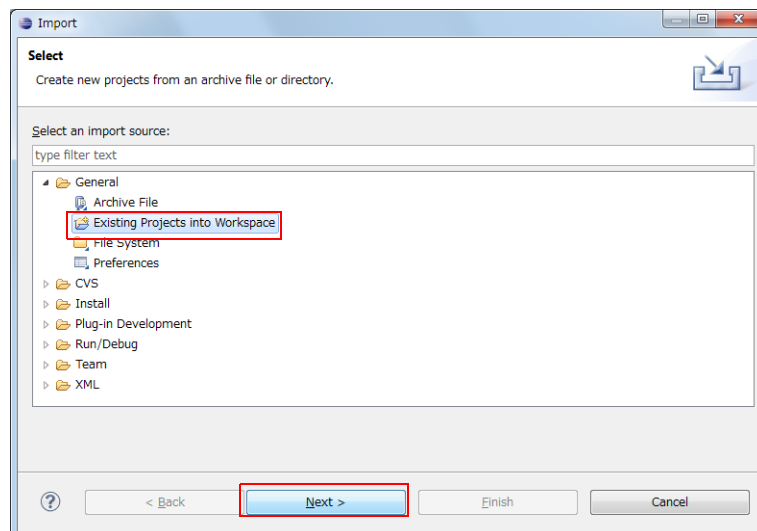 Import
Select
Create new projects from an archive file or directory.
Select an import source:
type filter text
General
Archive File
Existing Projects into Workspace
File System
Preferences
CVS
Install
Plug-in Development
Run/Debug
Team
XML
? < Back Next > Finish Cancel